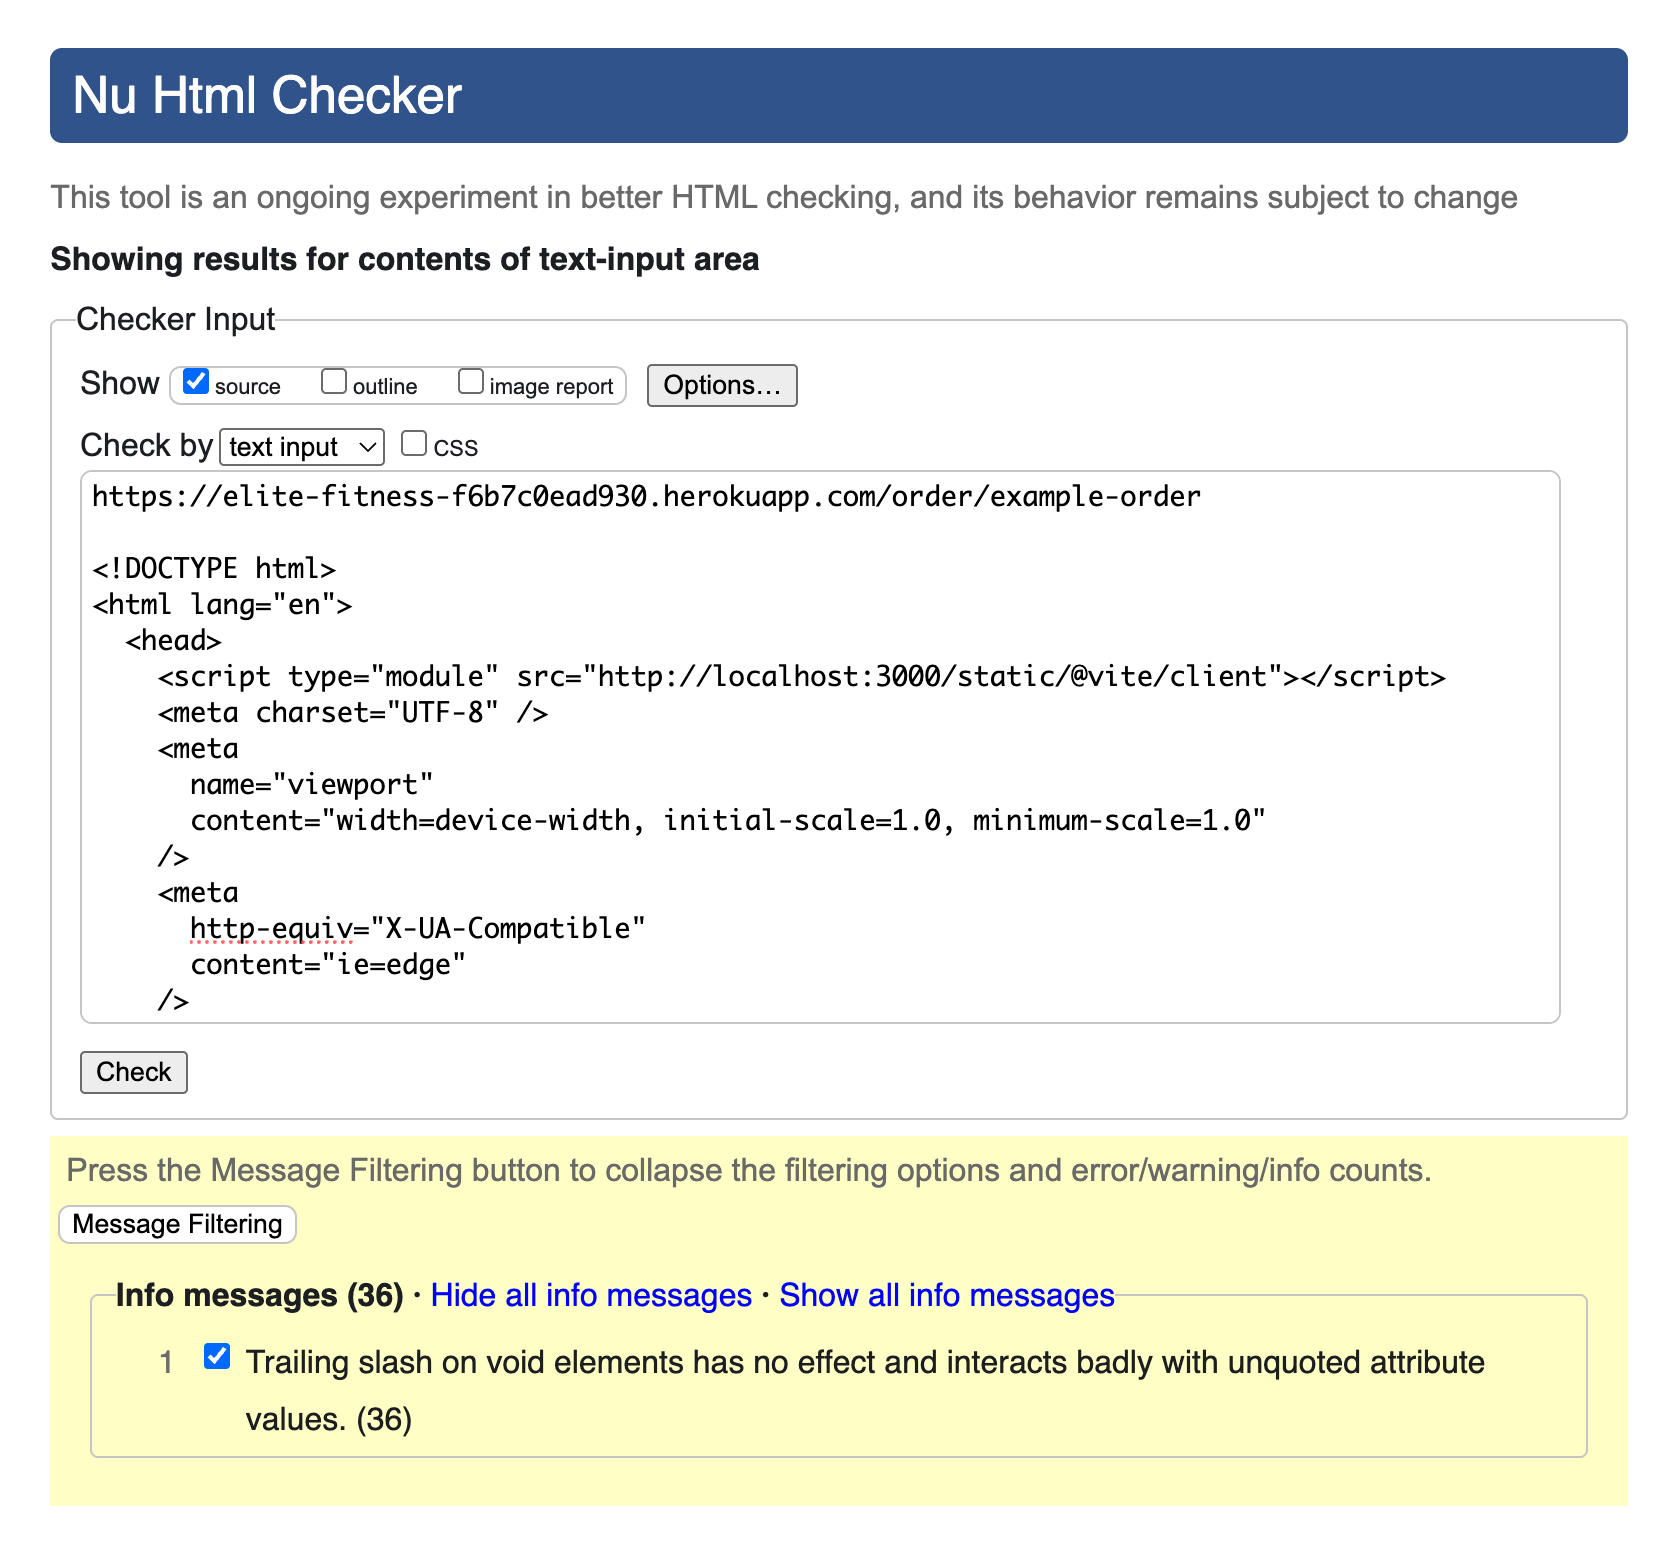 Nu Html Checker
This tool is an ongoing experiment in better HTML checking, and its behavior remains subject to change
Showing results for contents of text-input area
Checker Input
Show source outline image report Options...
Check by text input CSS
https://elite-fitness-f6b7c0ead930.herokuapp.com/order/example-order
<!DOCTYPE html>
<html lang="en">
<head>
<script type="module" src="http://localhost:3000/static/@vite/client"></script>
<meta charset="UTF-8" />
<meta
name="viewport"
content="width=device-width, initial-scale=1.0, minimum-scale=1.0"
/>
<meta
http-equiv="X-UA-Compatible"
content="ie=edge"
/>
Check
Press the Message Filtering button to collapse the filtering options and error/warning/info counts.
Message Filtering
Info messages (36) · Hide all info messages · Show all info messages
1 Trailing slash on void elements has no effect and interacts badly with unquoted attribute
values. (36)